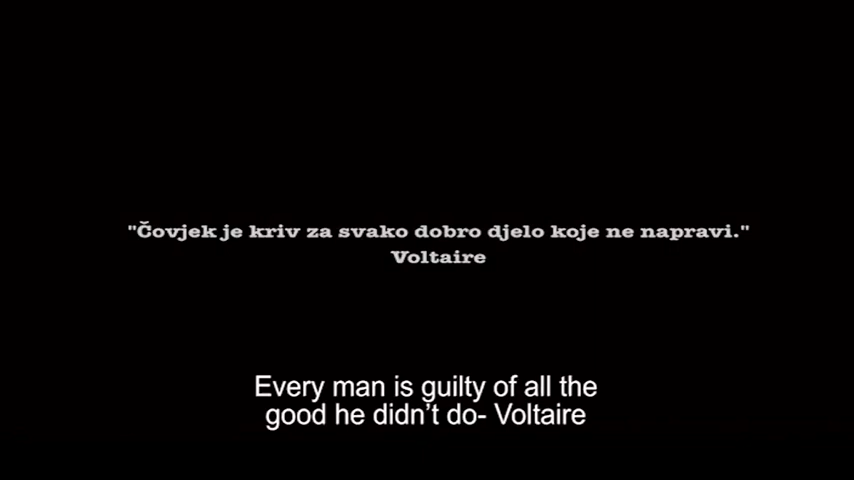 "Čovjek je kriv za svako dobro djelo koje ne napravi."
Voltaire
Every man is guilty of all the
good he didn’t do- Voltaire